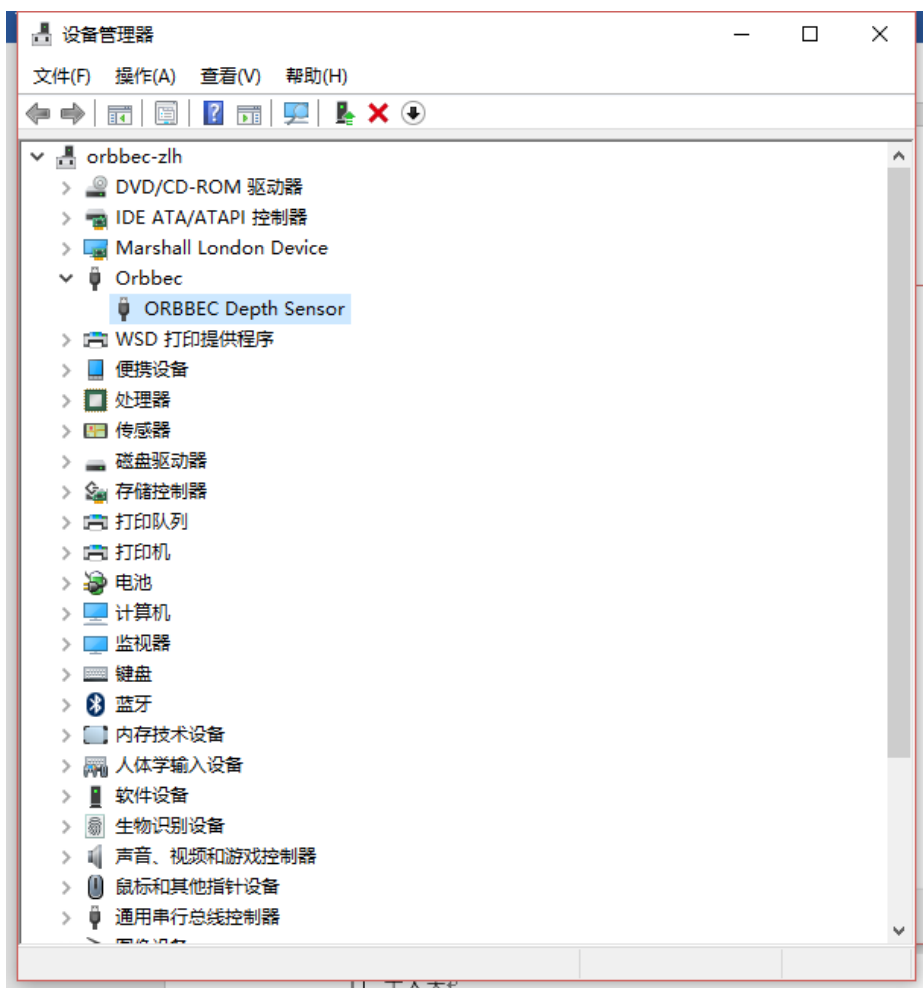 设备管理器
文件(F) 操作(A) 查看(V) 帮助(H)
orbbec-zlh
DVD/CD-ROM 驱动器
IDE ATA/ATAPI 控制器
Marshall London Device
Orbbec
ORBBEC Depth Sensor
WSD 打印提供程序
便携设备
处理器
传感器
磁盘驱动器
存储控制器
打印队列
打印机
电池
计算机
监视器
键盘
蓝牙
内存技术设备
人体学输入设备
软件设备
生物识别设备
声音、视频和游戏控制器
鼠标和其他指针设备
通用串行总线控制器